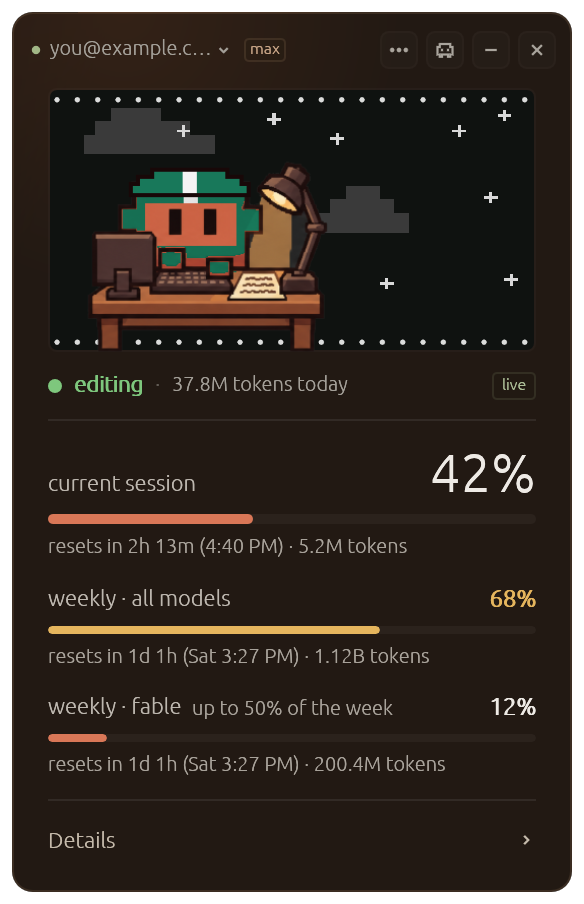 you@example.c... max
editing · 37.8M tokens today live
current session 42%
resets in 2h 13m (4:40 PM) · 5.2M tokens
weekly · all models 68%
resets in 1d 1h (Sat 3:27 PM) · 1.12B tokens
weekly · fable up to 50% of the week 12%
resets in 1d 1h (Sat 3:27 PM) · 200.4M tokens
Details